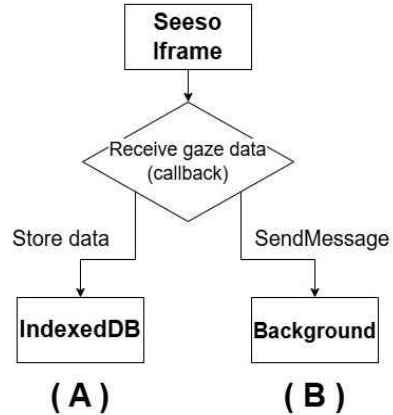 Seeso
Iframe
Receive gaze data
(callback)
Store data
SendMessage
IndexedDB
Background
( A )
( B )